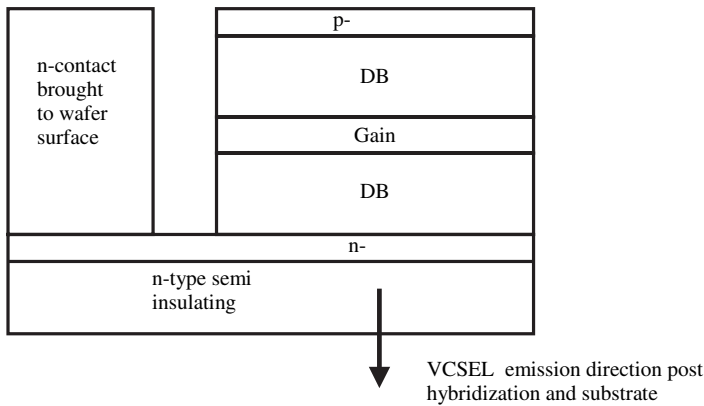 p-
n-contact
brought
to wafer
surface
DB
Gain
DB
n-
n-type semi
insulating
VCSEL emission direction post
hybridization and substrate